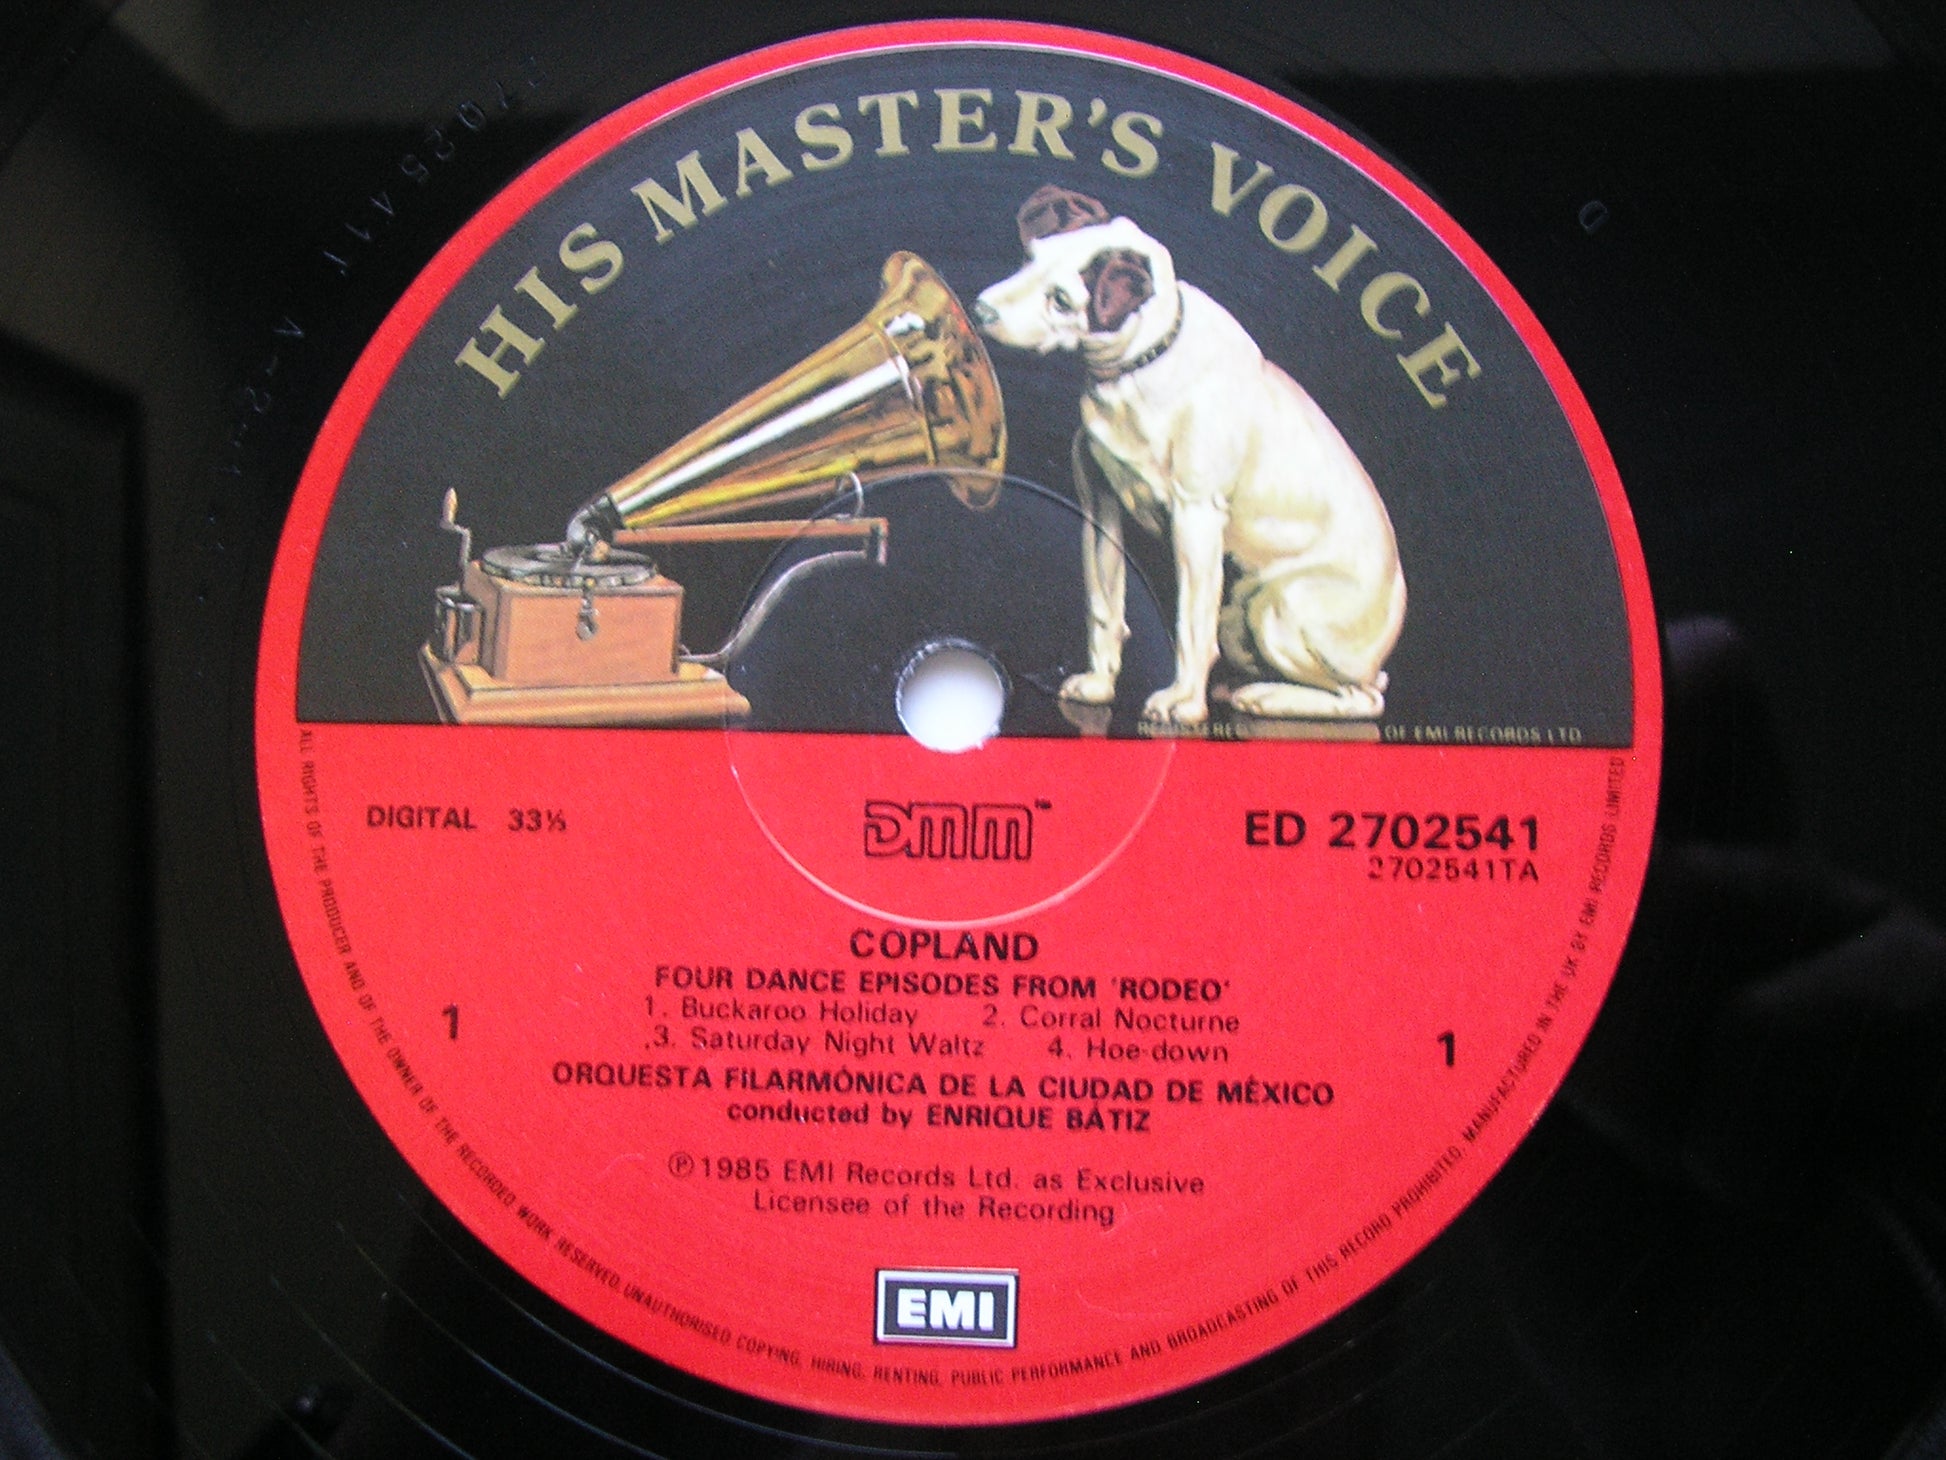 HIS MASTER'S VOICE
REGISTERED OF EMI RECORDS LTD.
DIGITAL 33⅓
DMM™
ED 2702541
2702541TA
COPLAND
FOUR DANCE EPISODES FROM 'RODEO'
1. Buckaroo Holiday 2. Corral Nocturne
3. Saturday Night Waltz 4. Hoe-down
1
1
ORQUESTA FILARMÓNICA DE LA CIUDAD DE MÉXICO
conducted by ENRIQUE BÁTIZ
℗1985 EMI Records Ltd. as Exclusive
Licensee of the Recording
EMI
ALL RIGHTS OF THE PRODUCER AND OF THE OWNER OF THE RECORDED WORK RESERVED. UNAUTHORISED COPYING, HIRING, RENTING, PUBLIC PERFORMANCE AND BROADCASTING OF THIS RECORD PROHIBITED. MANUFACTURED IN THE UK BY EMI RECORDS LIMITED
D